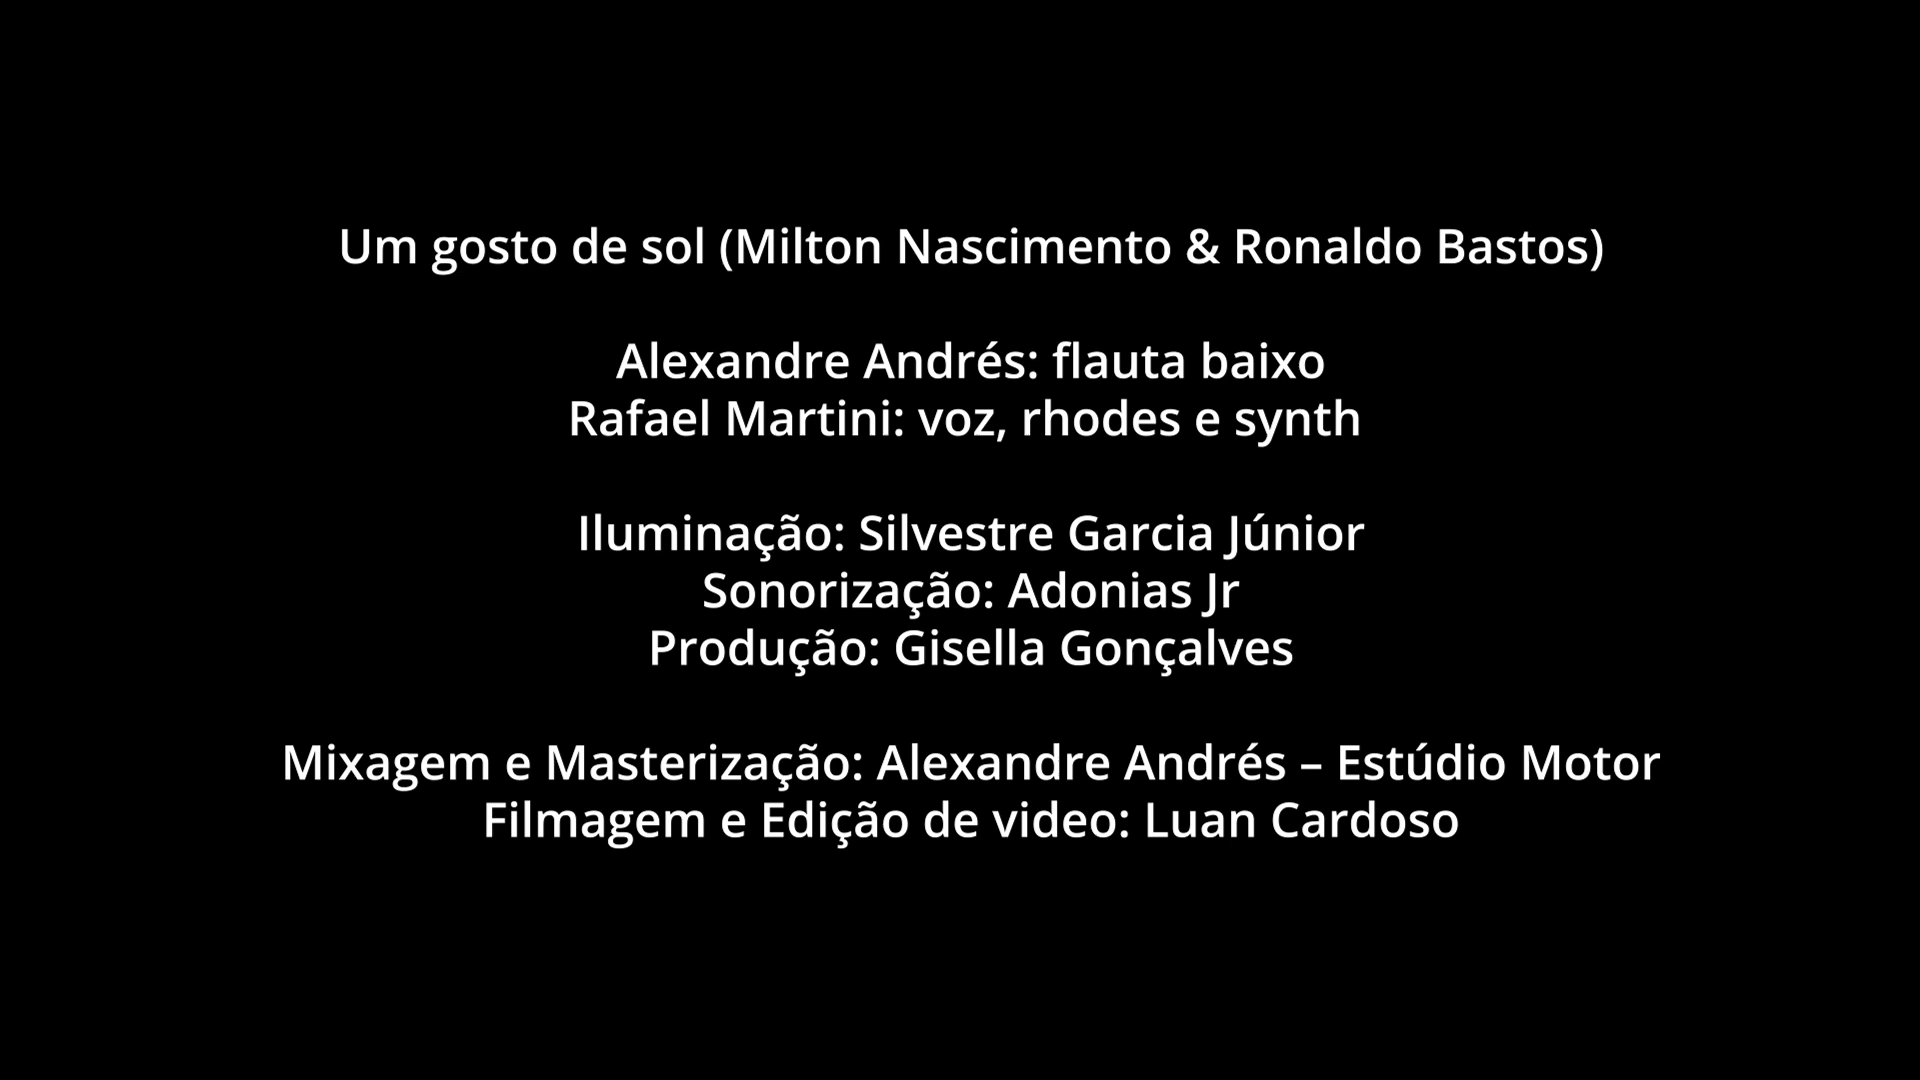 Um gosto de sol (Milton Nascimento & Ronaldo Bastos)
Alexandre Andrés: flauta baixo
Rafael Martini: voz, rhodes e synth
Iluminação: Silvestre Garcia Júnior
Sonorização: Adonias Jr
Produção: Gisella Gonçalves
Mixagem e Masterização: Alexandre Andrés – Estúdio Motor
Filmagem e Edição de video: Luan Cardoso